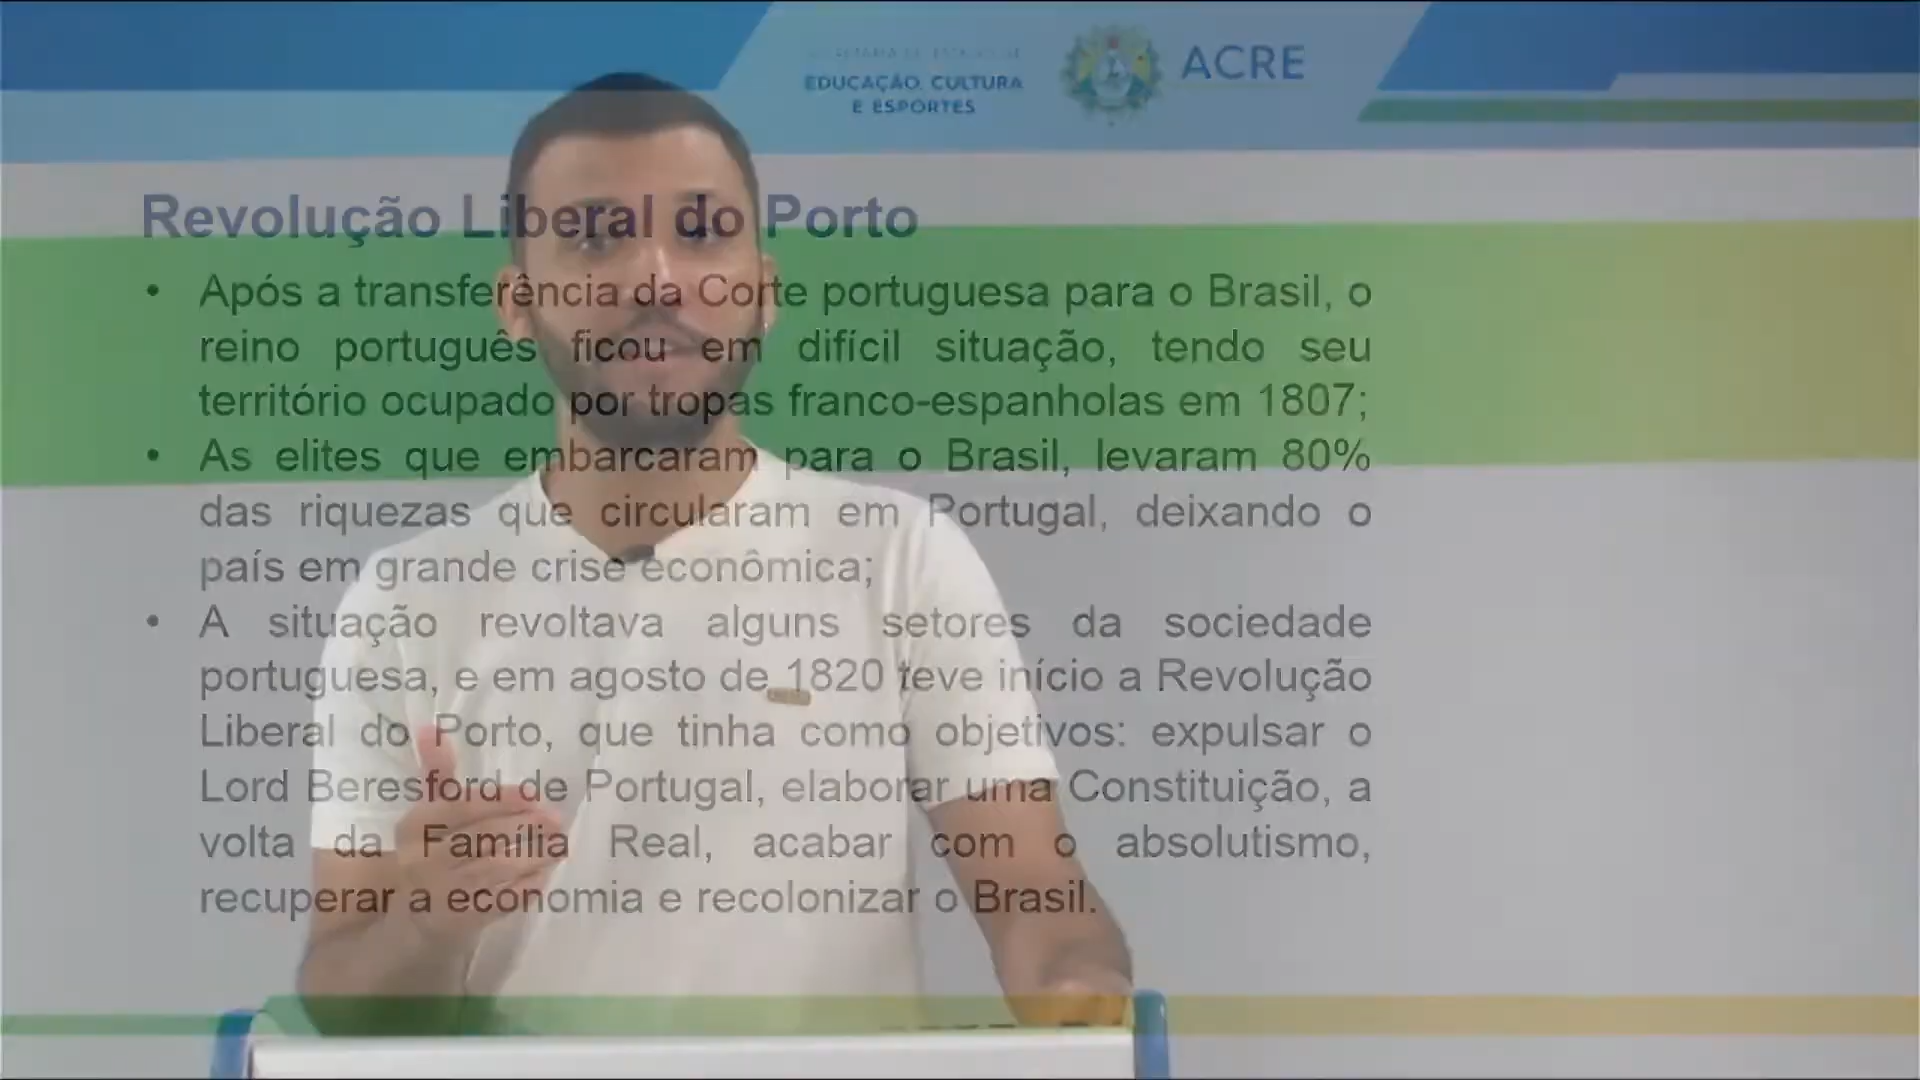 SECRETARIA DE ESTADO DE
EDUCAÇÃO, CULTURA
E ESPORTES
ACRE
Revolução Liberal do Porto
• Após a transferência da Corte portuguesa para o Brasil, o
reino português ficou em difícil situação, tendo seu
território ocupado por tropas franco-espanholas em 1807;
• As elites que embarcaram para o Brasil, levaram 80%
das riquezas que circularam em Portugal, deixando o
país em grande crise econômica;
• A situação revoltava alguns setores da sociedade
portuguesa, e em agosto de 1820 teve início a Revolução
Liberal do Porto, que tinha como objetivos: expulsar o
Lord Beresford de Portugal, elaborar uma Constituição, a
volta da Família Real, acabar com o absolutismo,
recuperar a economia e recolonizar o Brasil.